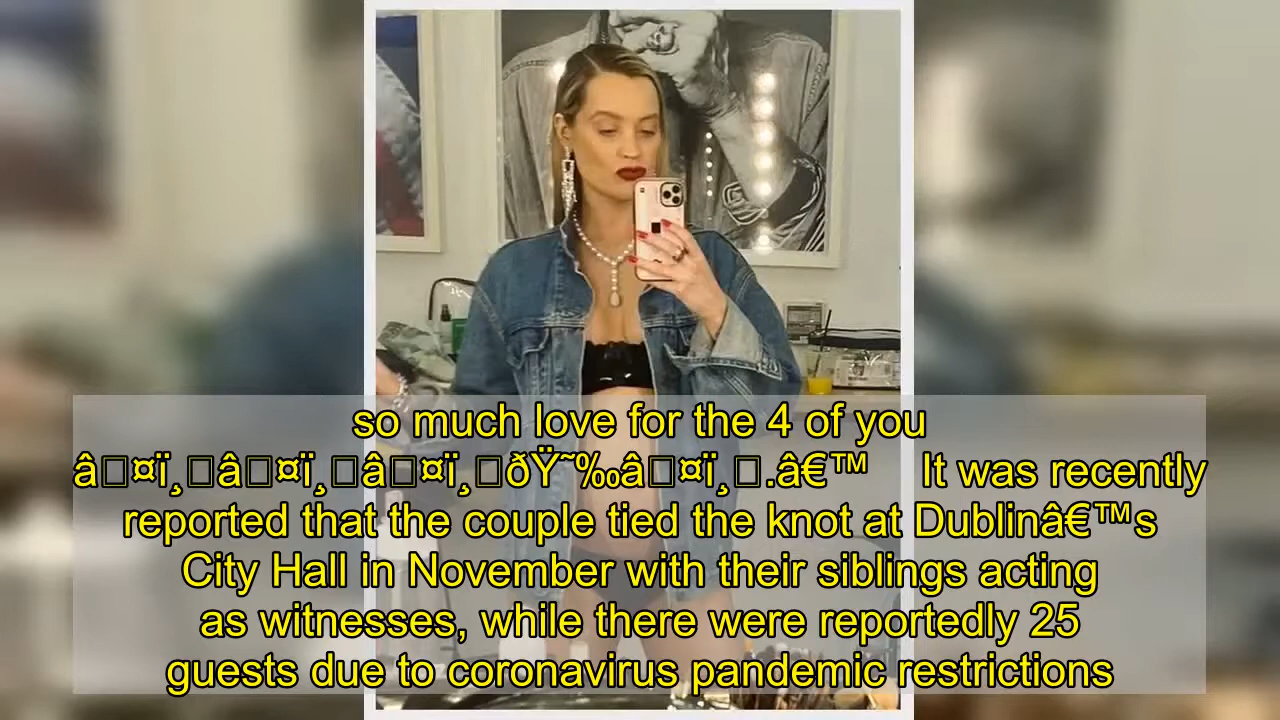 so much love for the 4 of you
â□¤ï¸□â□¤ï¸□â□¤ï¸□ðŸ˜‰â□¤ï¸□.â€™ It was recently
reported that the couple tied the knot at Dublinâ€™s
City Hall in November with their siblings acting
as witnesses, while there were reportedly 25
guests due to coronavirus pandemic restrictions